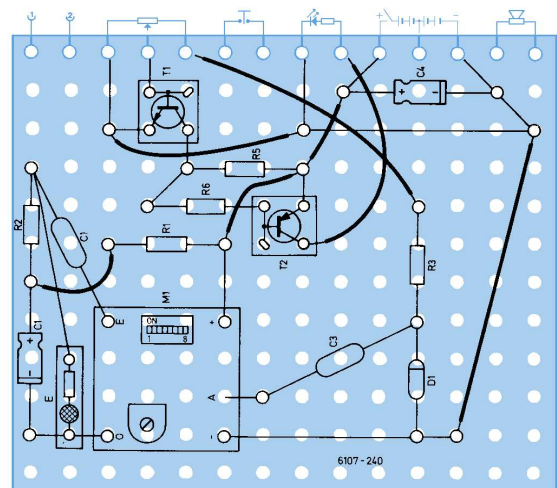 1 2 + -
T1
+ - C4
R5
R2
R6
C1
R1
T2
R3
M1
C1
+ -
E ON +
1 8
C3
E
D1
A
0 -
6107-240